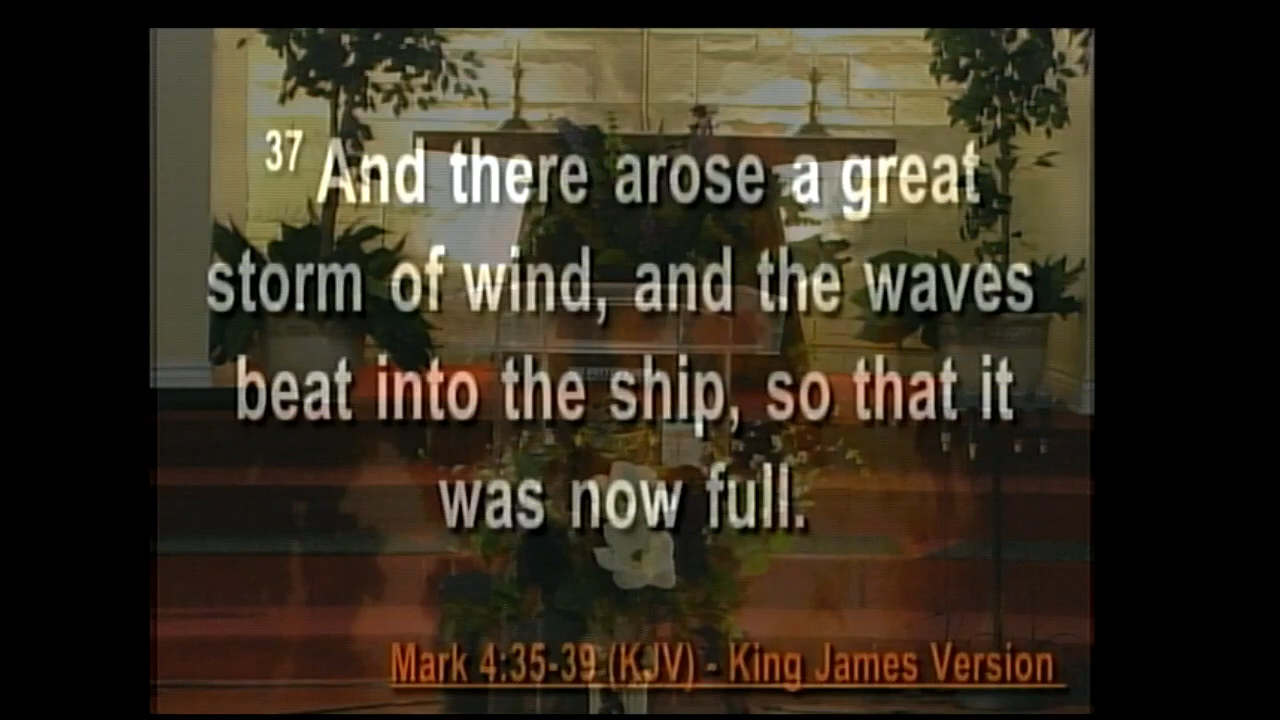 37 And there arose a great
storm of wind, and the waves
beat into the ship, so that it
was now full.
Mark 4:35-39 (KJV) - King James Version